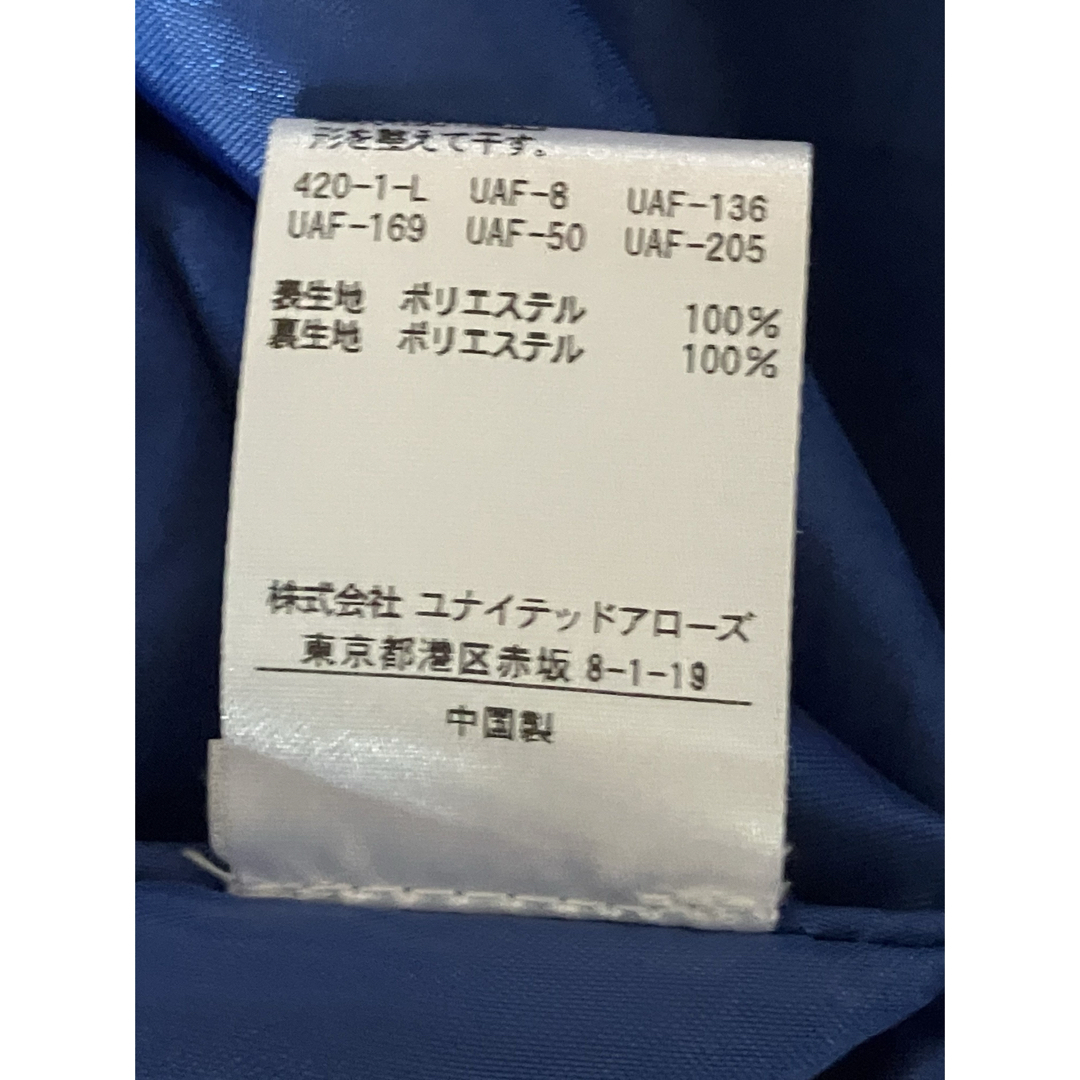 形を整えて干す。
420-1-L UAF-8 UAF-136
UAF-169 UAF-50 UAF-205
表生地 ポリエステル 100%
裏生地 ポリエステル 100%
株式会社 ユナイテッドアローズ
東京都港区赤坂 8-1-19
中国製